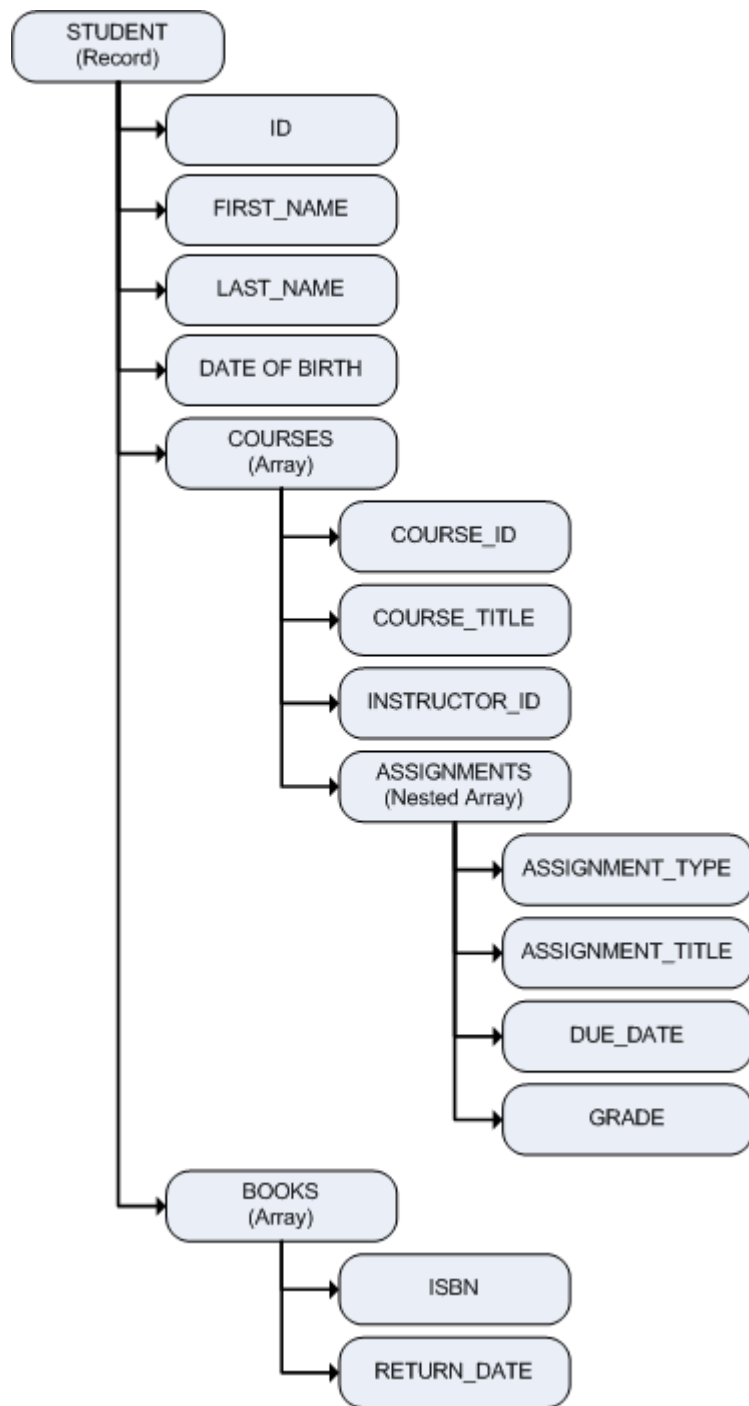 STUDENT
(Record)
ID
FIRST_NAME
LAST_NAME
DATE OF BIRTH
COURSES
(Array)
COURSE_ID
COURSE_TITLE
INSTRUCTOR_ID
ASSIGNMENTS
(Nested Array)
ASSIGNMENT_TYPE
ASSIGNMENT_TITLE
DUE_DATE
GRADE
BOOKS
(Array)
ISBN
RETURN_DATE